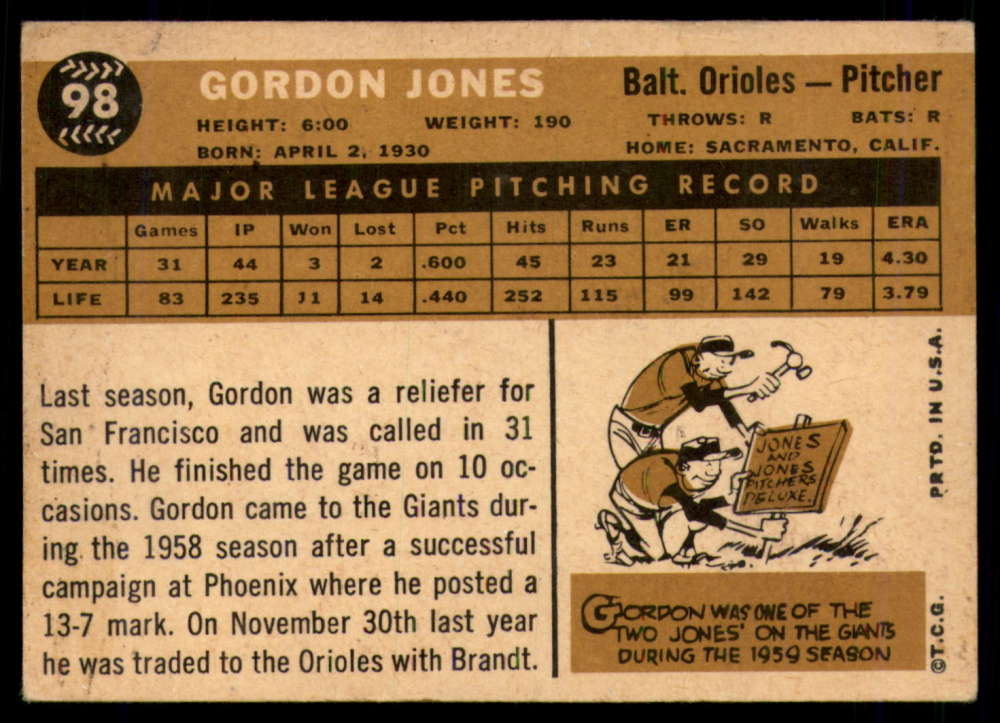 98
GORDON JONES
Balt. Orioles — Pitcher
HEIGHT: 6:00 WEIGHT: 190 THROWS: R BATS: R
BORN: APRIL 2, 1930 HOME: SACRAMENTO, CALIF.
MAJOR LEAGUE PITCHING RECORD
Games IP Won Lost Pct Hits Runs ER SO Walks ERA
YEAR 31 44 3 2 .600 45 23 21 29 19 4.30
LIFE 83 235 11 14 .440 252 115 99 142 79 3.79
Last season, Gordon was a reliefer for
San Francisco and was called in 31
times. He finished the game on 10 oc-
casions. Gordon came to the Giants dur-
ing the 1958 season after a successful
campaign at Phoenix where he posted a
13-7 mark. On November 30th last year
he was traded to the Orioles with Brandt.
JONES
AND
JONES
PITCHERS
DELUXE.
GORDON WAS ONE OF THE
TWO JONES' ON THE GIANTS
DURING THE 1959 SEASON
©T.C.G. PRTD. IN U.S.A.